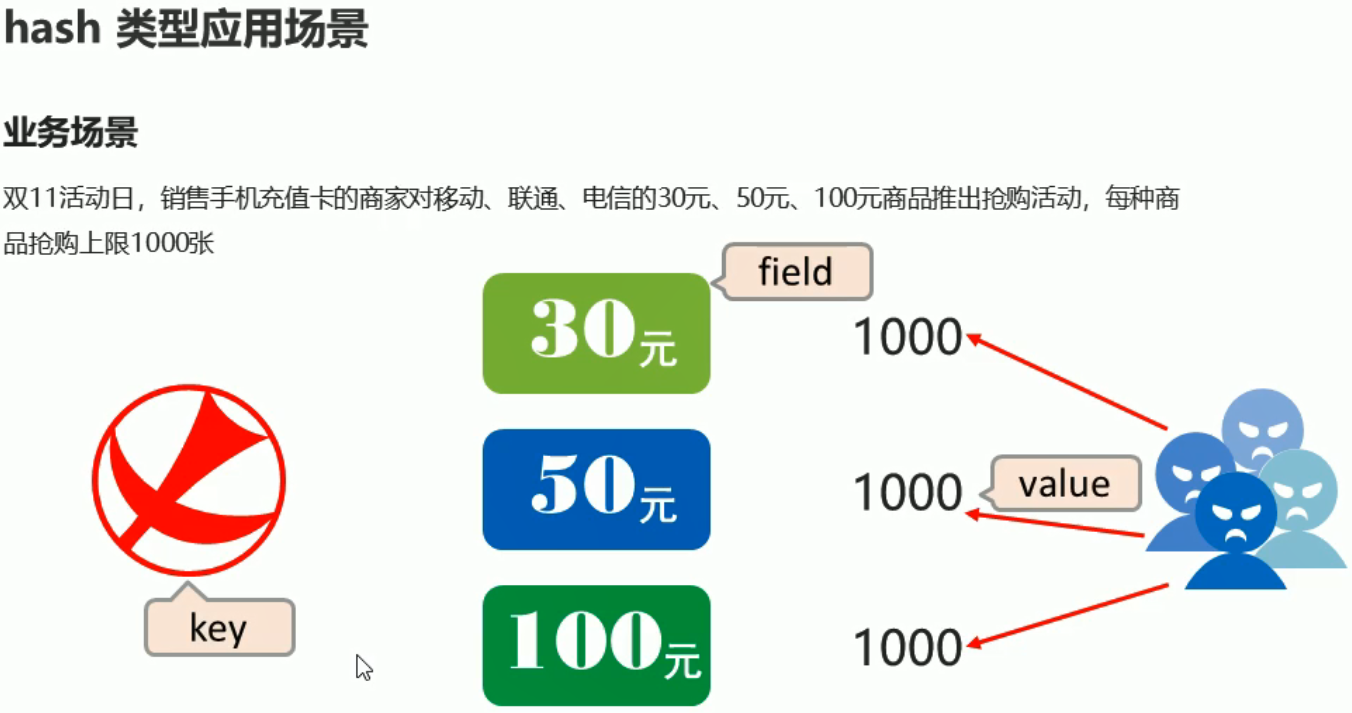 hash 类型应用场景
业务场景
双11活动日，销售手机充值卡的商家对移动、联通、电信的30元、50元、100元商品推出抢购活动，每种商
品抢购上限1000张
field
30元
1000
50元
1000
value
key
100元
1000